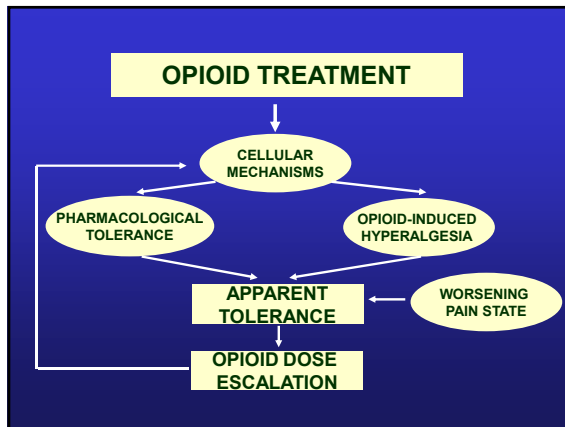 OPIOID TREATMENT
CELLULAR
MECHANISMS
PHARMACOLOGICAL
TOLERANCE
OPIOID-INDUCED
HYPERALGESIA
APPARENT
TOLERANCE
WORSENING
PAIN STATE
OPIOID DOSE
ESCALATION